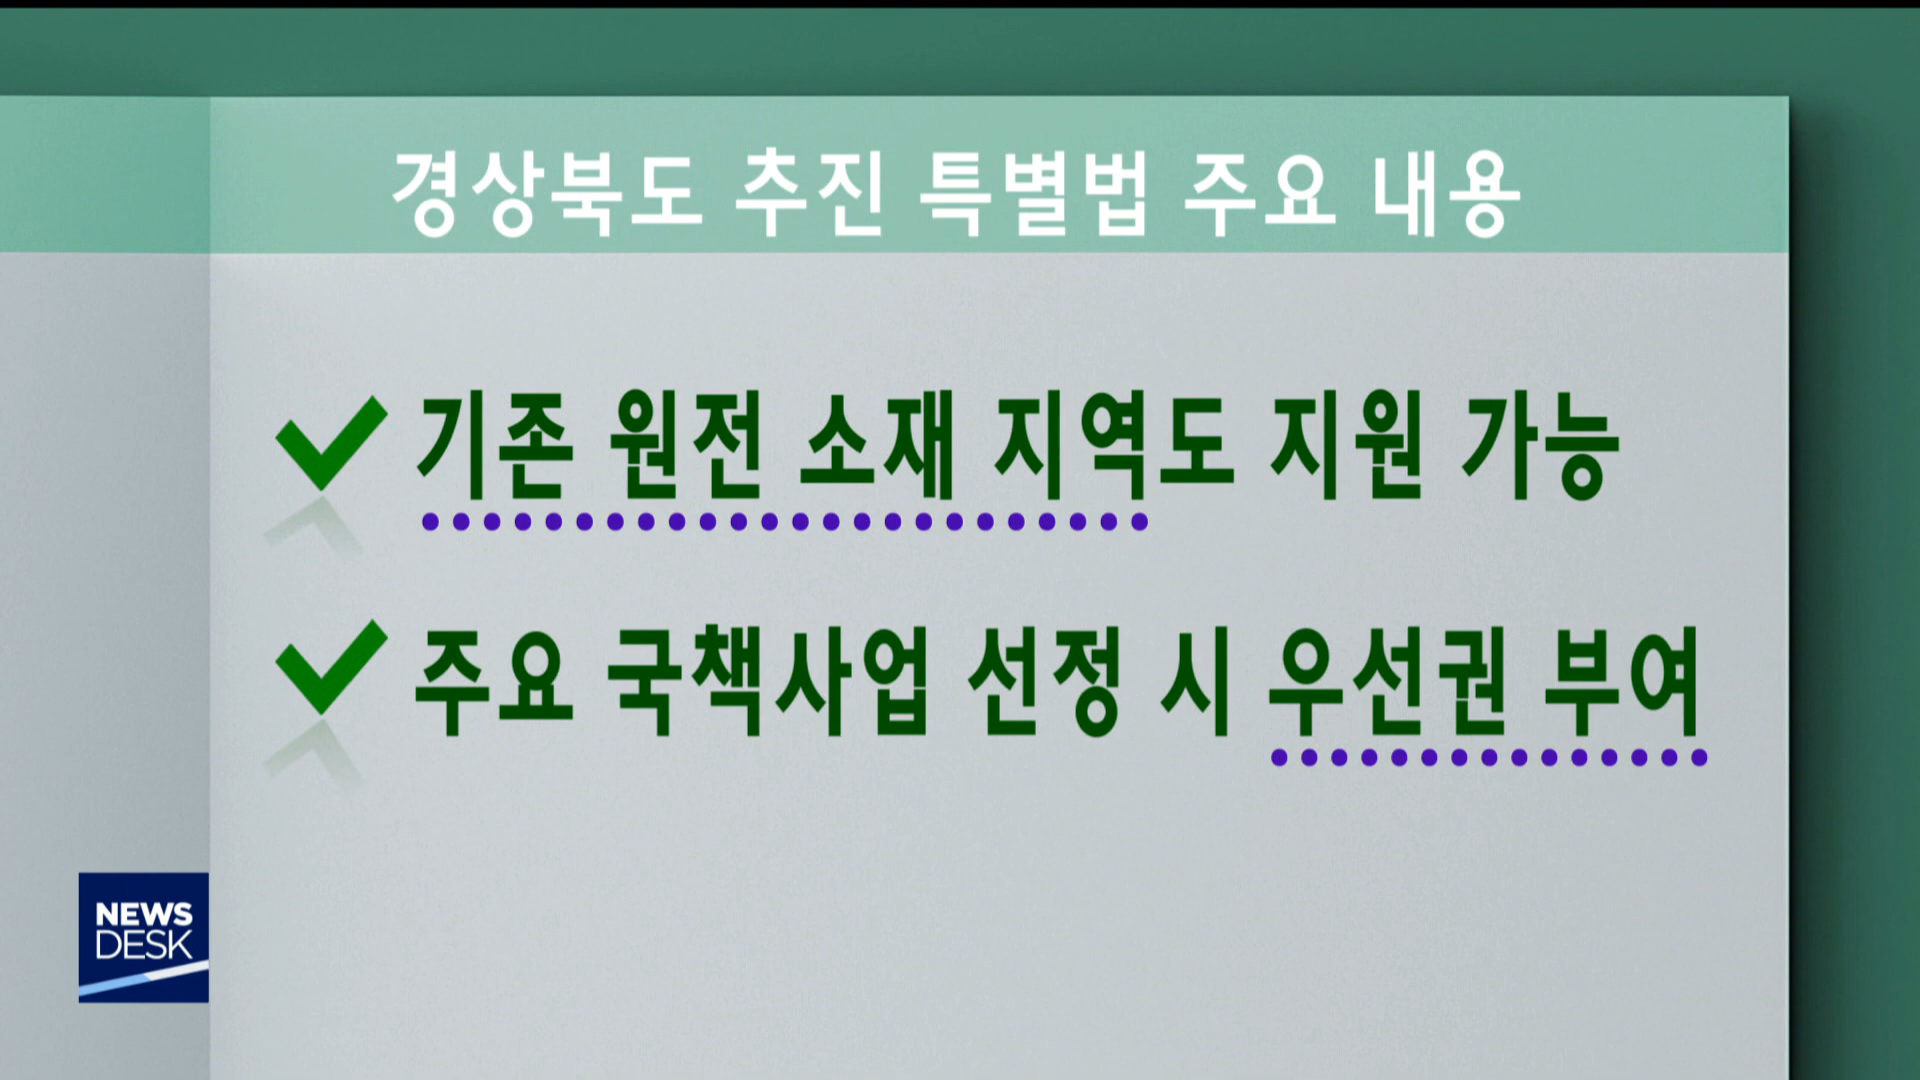 경상북도 추진 특별법 주요 내용
기존 원전 소재 지역도 지원 가능
주요 국책사업 선정 시 우선권 부여
NEWS
DESK